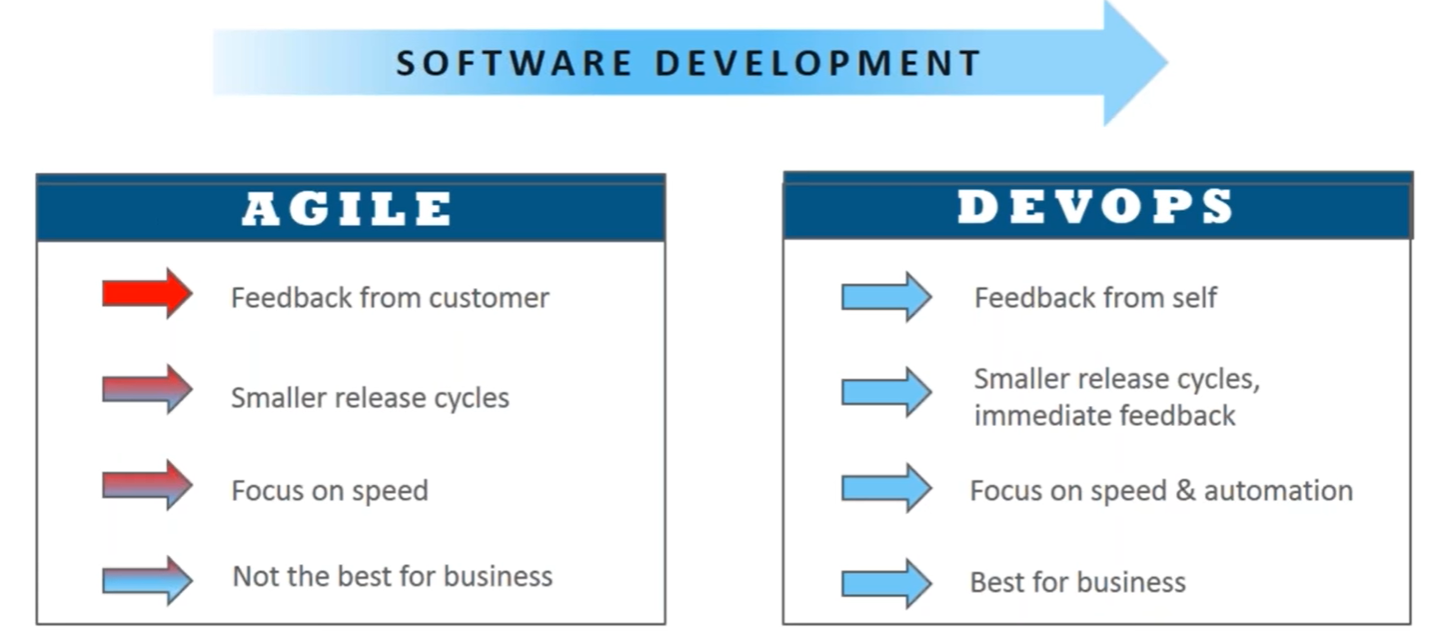 SOFTWARE DEVELOPMENT
AGILE
Feedback from customer
Smaller release cycles
Focus on speed
Not the best for business
DEVOPS
Feedback from self
Smaller release cycles,
immediate feedback
Focus on speed & automation
Best for business